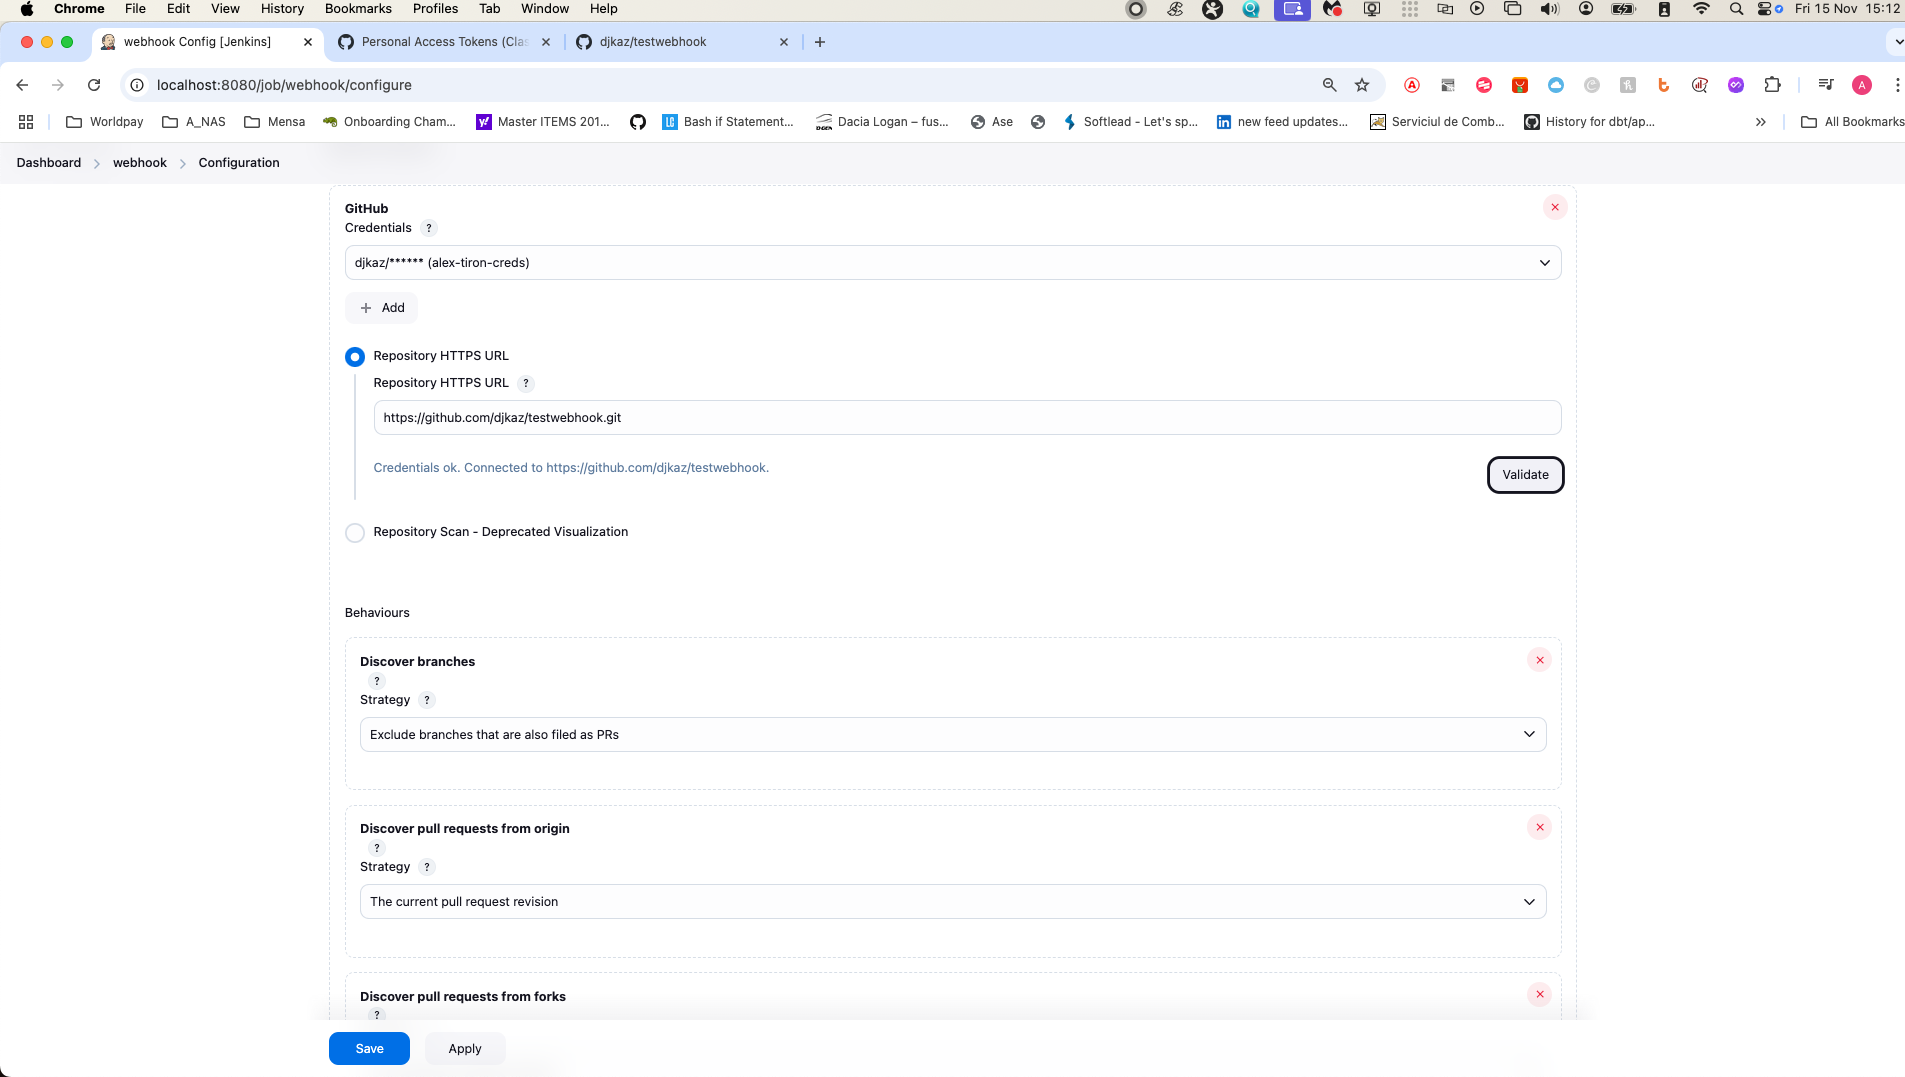 Chrome File Edit View History Bookmarks Profiles Tab Window Help Fri 15 Nov 15:12
webhook Config [Jenkins] Personal Access Tokens (Clas djkaz/testwebhook
localhost:8080/job/webhook/configure
Worldpay A_NAS Mensa Onboarding Cham... Master ITEMS 201... Bash if Statement... Dacia Logan – fus... Ase Softlead - Let's sp... new feed updates... Serviciul de Comb... History for dbt/ap... All Bookmarks
Dashboard webhook Configuration
GitHub
Credentials ?
djkaz/****** (alex-tiron-creds)
Add
Repository HTTPS URL
Repository HTTPS URL ?
https://github.com/djkaz/testwebhook.git
Credentials ok. Connected to https://github.com/djkaz/testwebhook.
Validate
Repository Scan - Deprecated Visualization
Behaviours
Discover branches
?
Strategy ?
Exclude branches that are also filed as PRs
Discover pull requests from origin
?
Strategy ?
The current pull request revision
Discover pull requests from forks
?
Save Apply